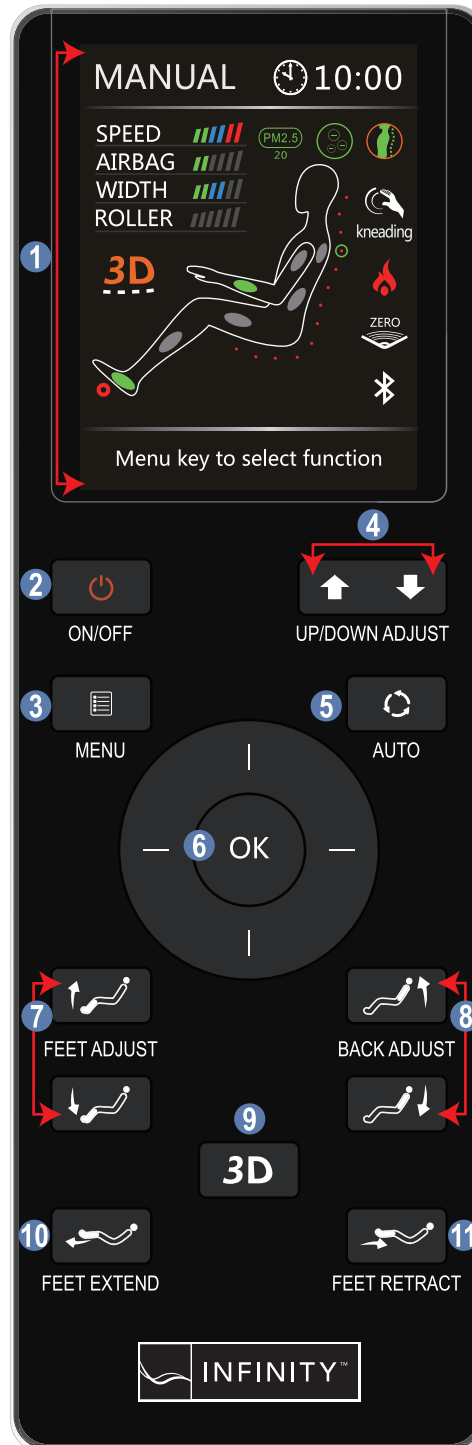 MANUAL 10:00
SPEED
AIRBAG
WIDTH
ROLLER
PM2.5
20
kneading
3D
ZERO
Menu key to select function
1
4
2
ON/OFF
UP/DOWN ADJUST
3
5
MENU
AUTO
6 OK
7
8
FEET ADJUST
BACK ADJUST
9
3D
10
11
FEET EXTEND
FEET RETRACT
INFINITY™